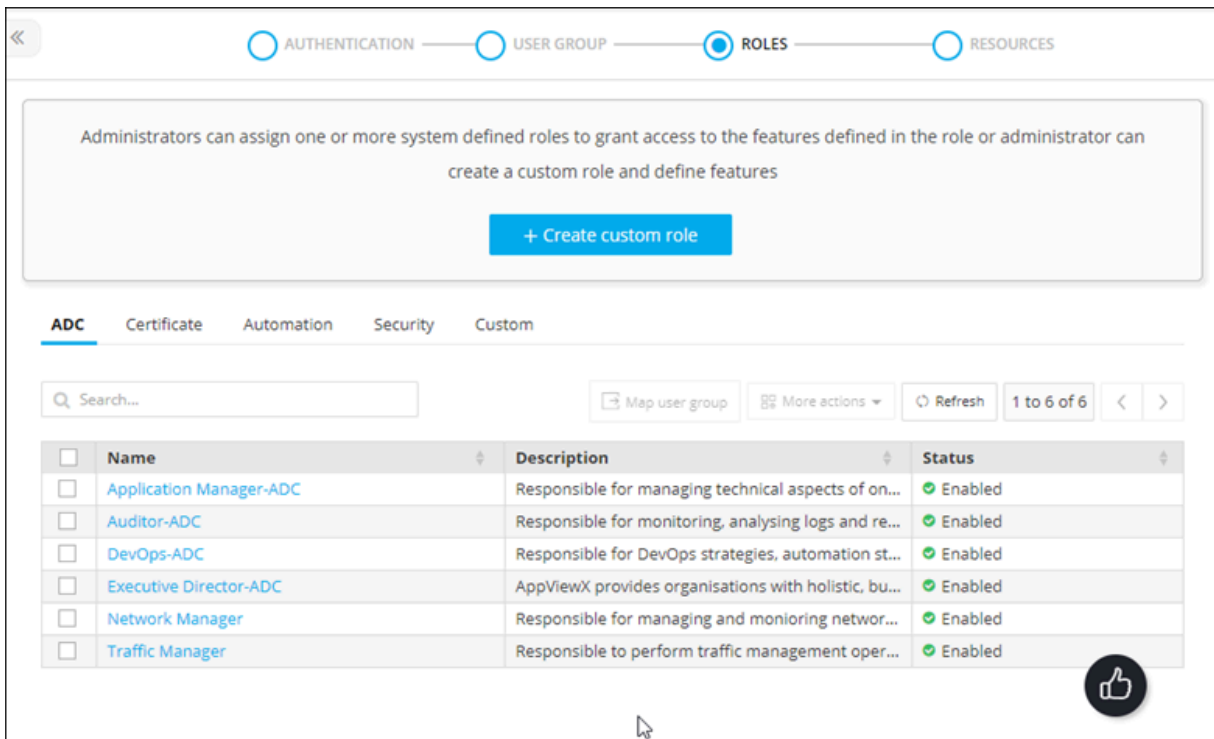 AUTHENTICATION USER GROUP ROLES RESOURCES
Administrators can assign one or more system defined roles to grant access to the features defined in the role or administrator can
create a custom role and define features
+ Create custom role
ADC Certificate Automation Security Custom
Search... Map user group More actions Refresh 1 to 6 of 6
Name Description Status
Application Manager-ADC Responsible for managing technical aspects of on... Enabled
Auditor-ADC Responsible for monitoring, analysing logs and re... Enabled
DevOps-ADC Responsible for DevOps strategies, automation st... Enabled
Executive Director-ADC AppViewX provides organisations with holistic, bu... Enabled
Network Manager Responsible for managing and monioring networ... Enabled
Traffic Manager Responsible to perform traffic management oper... Enabled